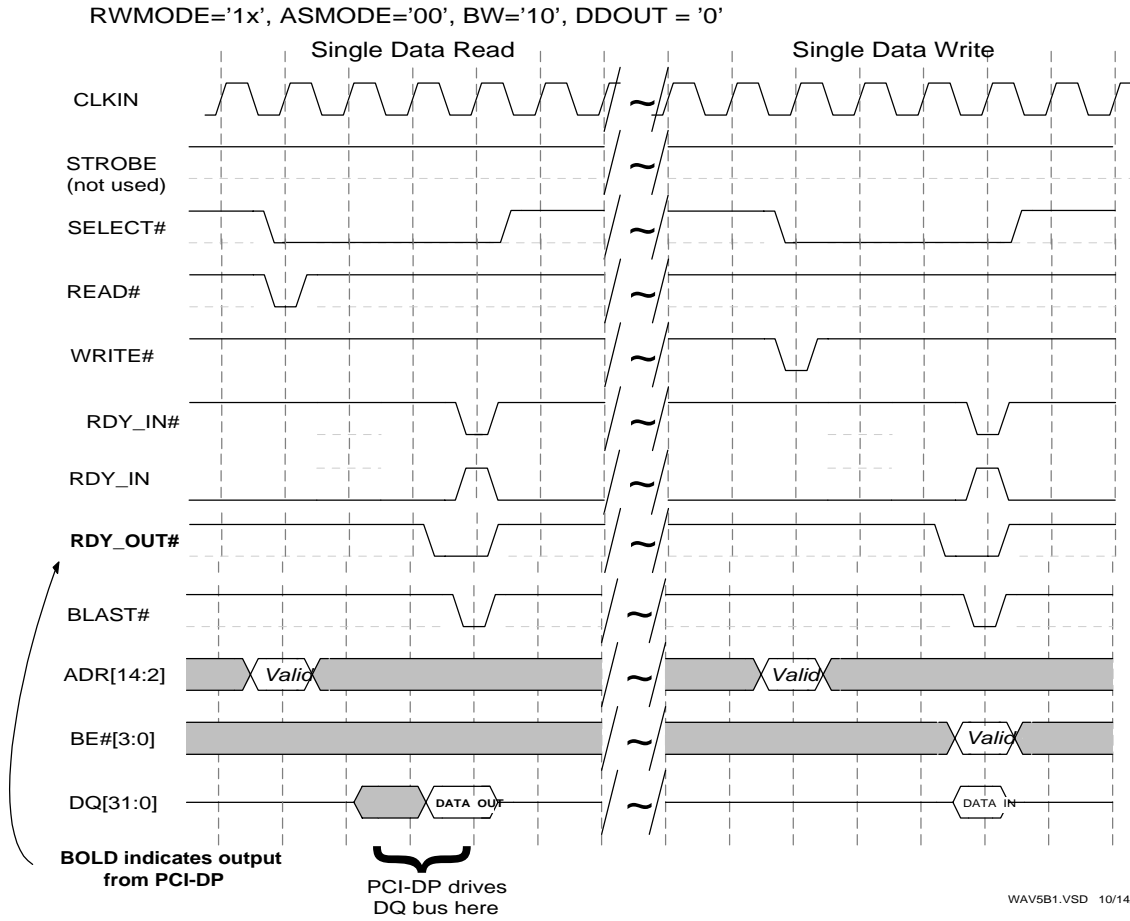 RWMODE='1x', ASMODE='00', BW='10', DDOUT = '0'
Single Data Read
Single Data Write
CLKIN
~
STROBE
(not used)
~
SELECT#
~
READ#
~
WRITE#
~
RDY_IN#
~
RDY_IN
~
RDY_OUT#
~
BLAST#
~
ADR[14:2]
Valid
~
Valid
BE#[3:0]
~
Valid
DQ[31:0]
DATA OUT
~
DATA IN
BOLD indicates output
from PCI-DP
PCI-DP drives
DQ bus here
WAV5B1.VSD 10/14